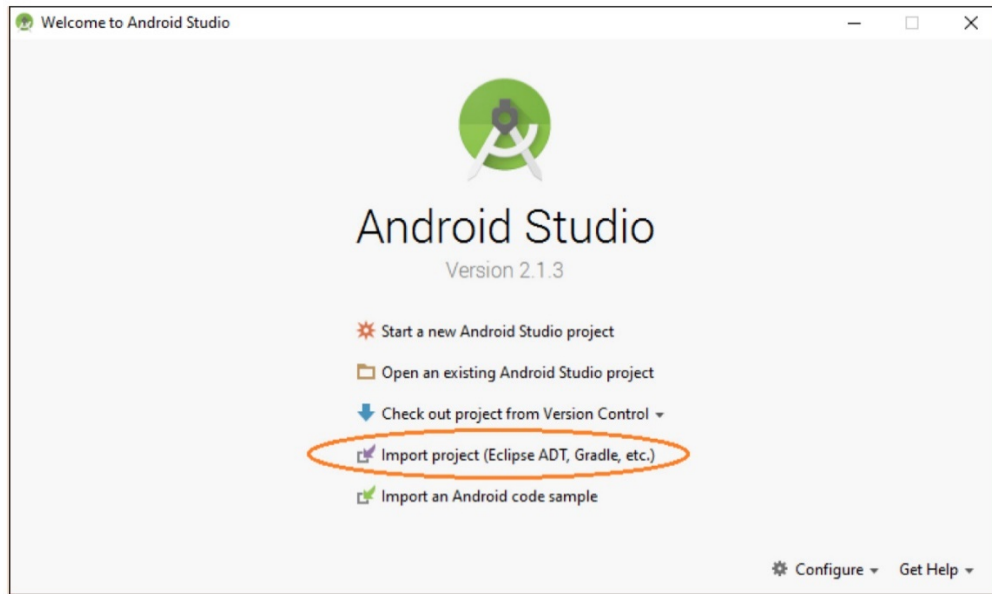 Welcome to Android Studio
Android Studio
Version 2.1.3
Start a new Android Studio project
Open an existing Android Studio project
Check out project from Version Control
Import project (Eclipse ADT, Gradle, etc.)
Import an Android code sample
Configure Get Help